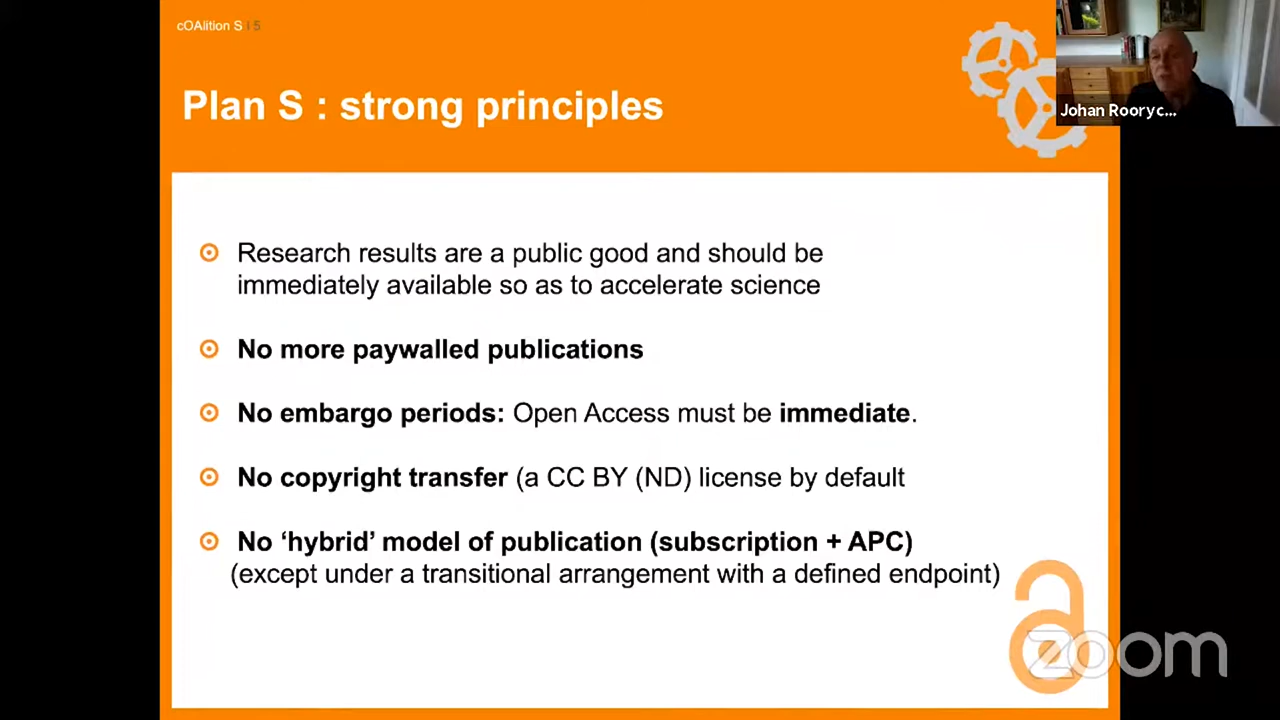 cOAlition S I 5
Plan S : strong principles
Johan Rooryc...
Research results are a public good and should be
immediately available so as to accelerate science
No more paywalled publications
No embargo periods: Open Access must be immediate.
No copyright transfer (a CC BY (ND) license by default
No ‘hybrid’ model of publication (subscription + APC)
(except under a transitional arrangement with a defined endpoint)
zoom